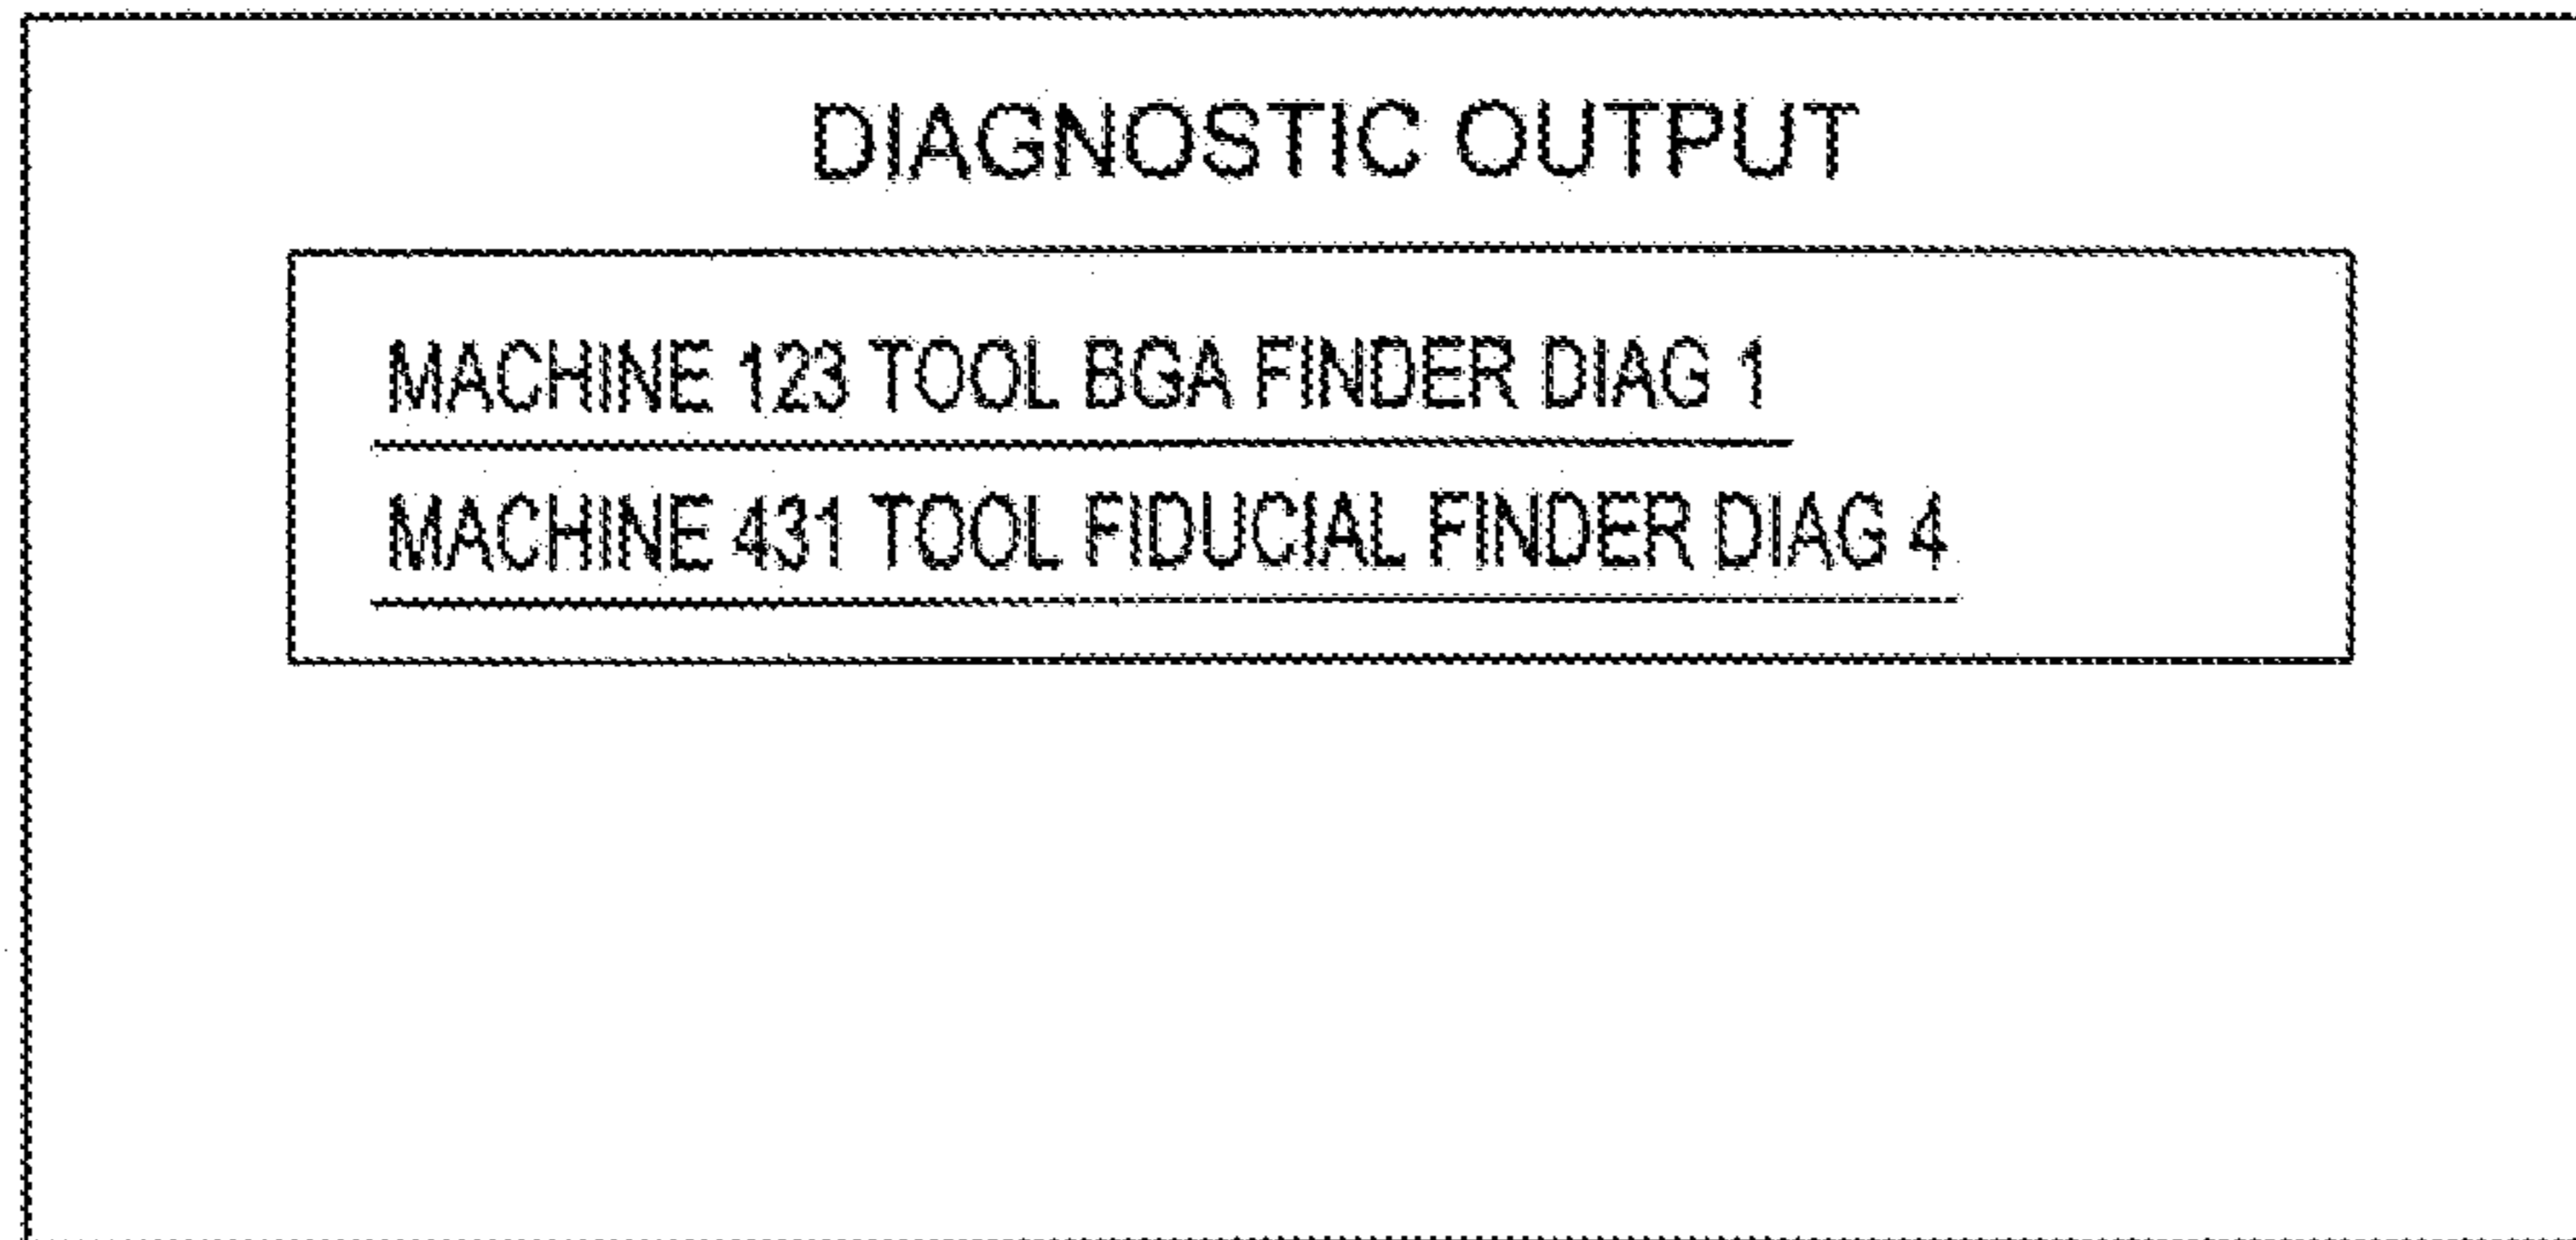 DIAGNOSTIC OUTPUT
MACHINE 123 TOOL BGA FINDER DIAG 1
MACHINE 431 TOOL FIDUCIAL FINDER DIAG 4